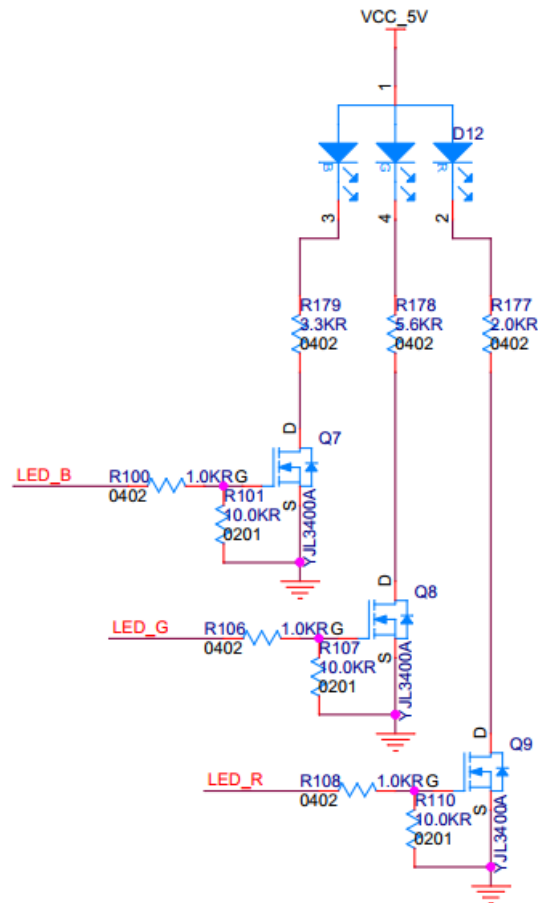 VCC_5V
1
D12
B
G
R
3
4
2
R179
3.3KR
0402
R178
5.6KR
0402
R177
2.0KR
0402
D
Q7
LED_B
R100
1.0KR
G
0402
R101
10.0KR
0201
S
YJL3400A
D
Q8
LED_G
R106
1.0KR
G
0402
R107
10.0KR
0201
S
YJL3400A
D
Q9
LED_R
R108
1.0KR
G
0402
R110
10.0KR
0201
S
YJL3400A